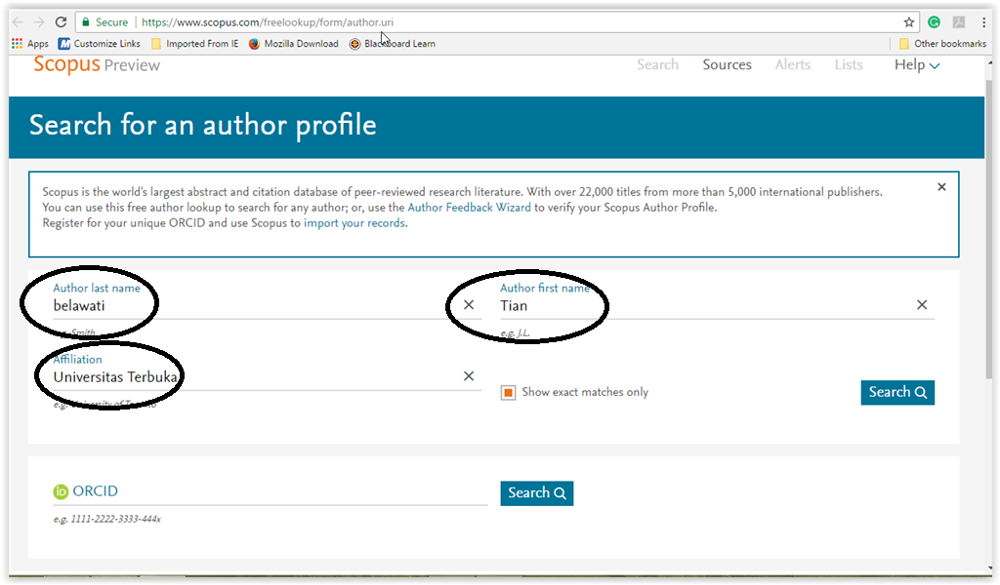 Secure https://www.scopus.com/freelookup/form/author.uri
Apps Customize Links Imported From IE Mozilla Download Blackboard Learn Other bookmarks
Scopus Preview Search Sources Alerts Lists Help
Search for an author profile
Scopus is the world's largest abstract and citation database of peer-reviewed research literature. With over 22,000 titles from more than 5,000 international publishers.
You can use this free author lookup to search for any author; or, use the Author Feedback Wizard to verify your Scopus Author Profile.
Register for your unique ORCID and use Scopus to import your records.
Author last name Author first name
belawati Tian
e.g. Smith e.g. J.L.
Affiliation
Universitas Terbuka
Show exact matches only Search
e.g. University of Toronto
iD ORCID Search
e.g. 1111-2222-3333-444x